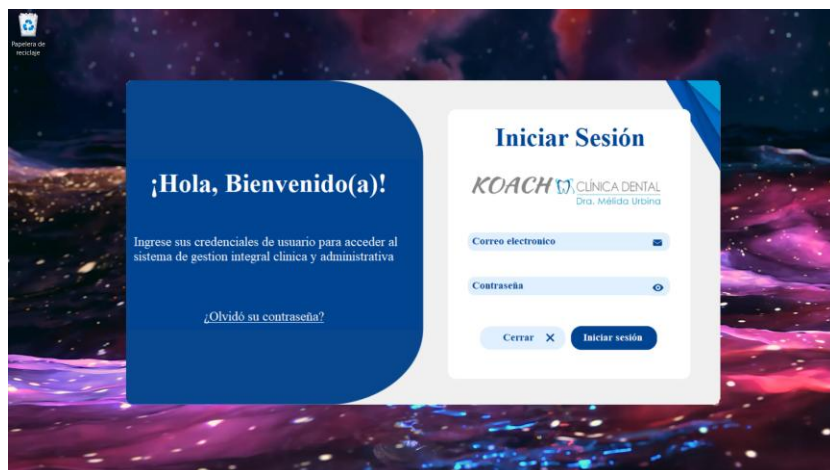 Papelera de
reciclaje
¡Hola, Bienvenido(a)!
Ingrese sus credenciales de usuario para acceder al
sistema de gestion integral clinica y administrativa
¿Olvidó su contraseña?
Iniciar Sesión
KOACH CLÍNICA DENTAL
Dra. Mélida Urbina
Correo electronico
Contraseña
Cerrar X
Iniciar sesión